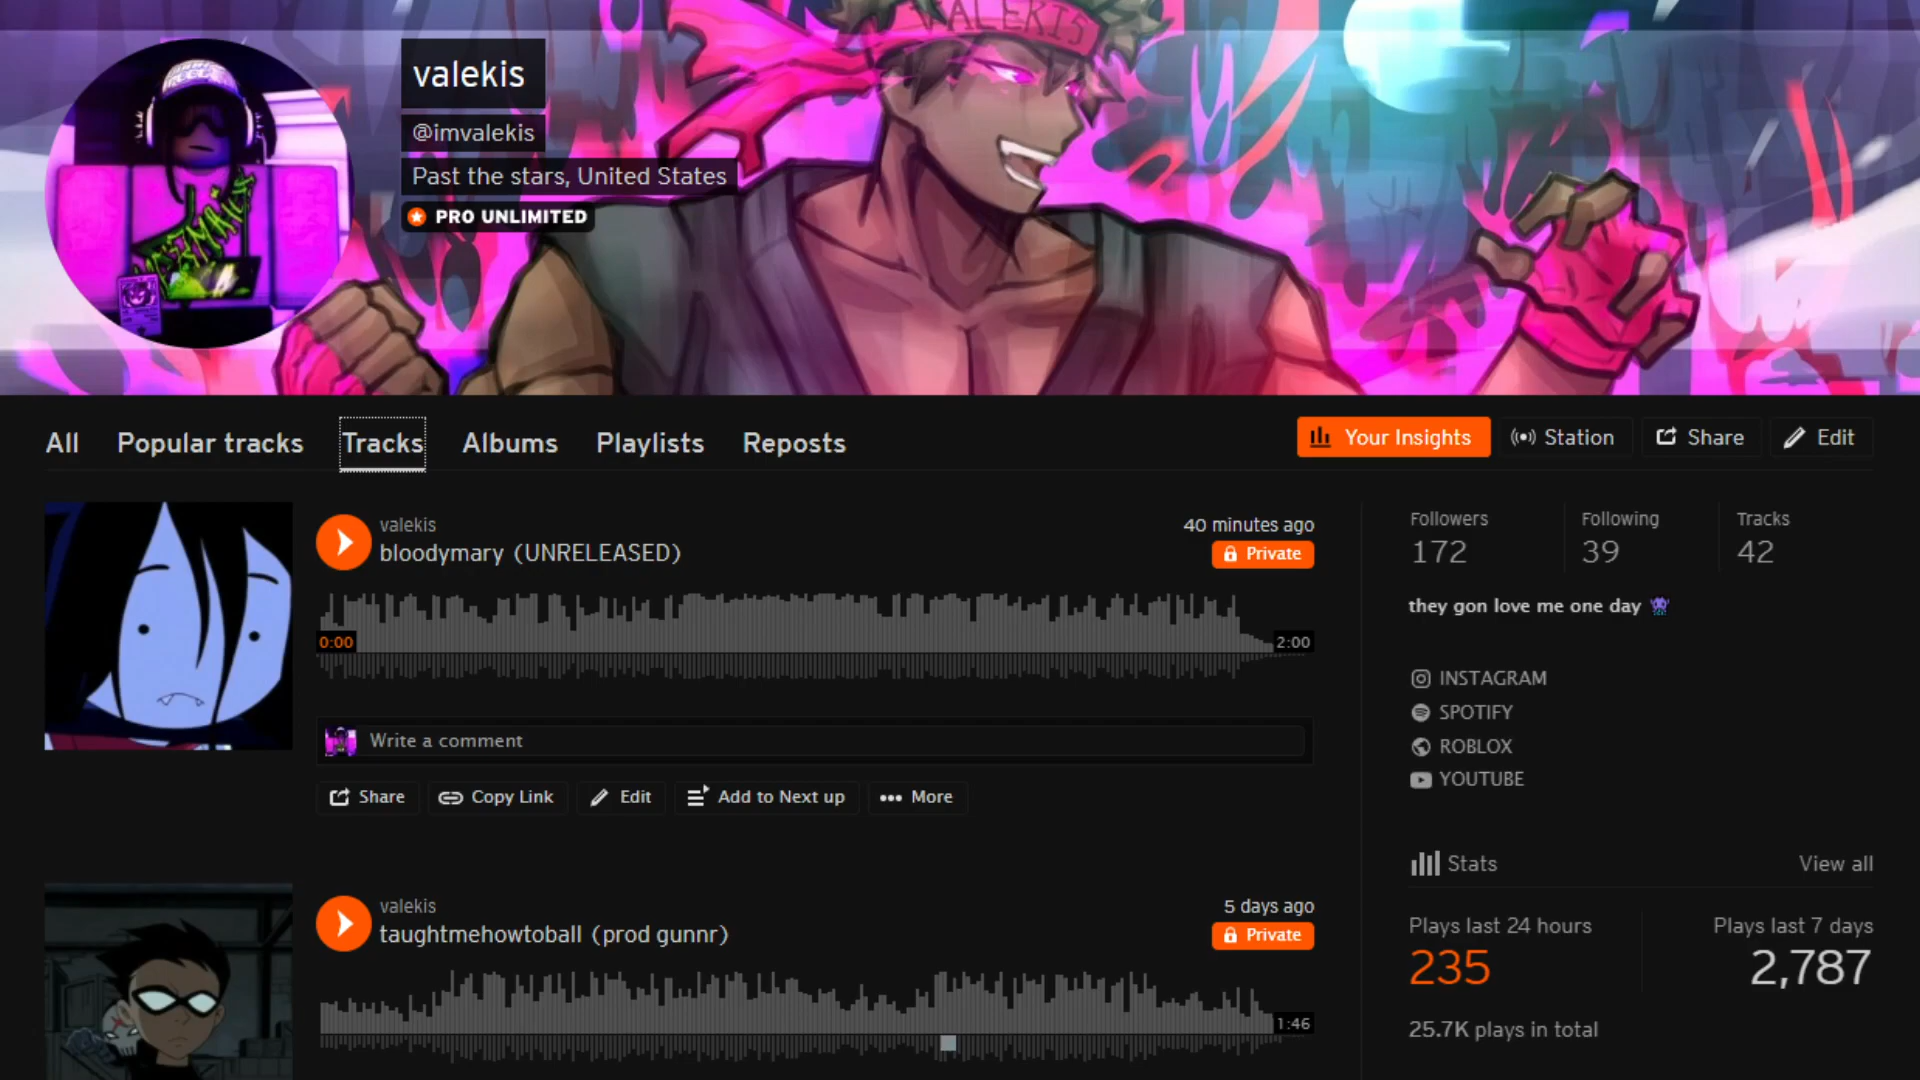 VALEKIS
valekis
@imvalekis
Past the stars, United States
PRO UNLIMITED
All
Popular tracks
Tracks
Albums
Playlists
Reposts
Your Insights
Station
Share
Edit
valekis
bloodymary (UNRELEASED)
40 minutes ago
Private
0:00
2:00
Write a comment
Share
Copy Link
Edit
Add to Next up
More
valekis
taughtmehowtoball (prod gunnr)
5 days ago
Private
1:46
Followers
172
Following
39
Tracks
42
they gon love me one day 👾
INSTAGRAM
SPOTIFY
ROBLOX
YOUTUBE
Stats
View all
Plays last 24 hours
235
Plays last 7 days
2,787
25.7K plays in total